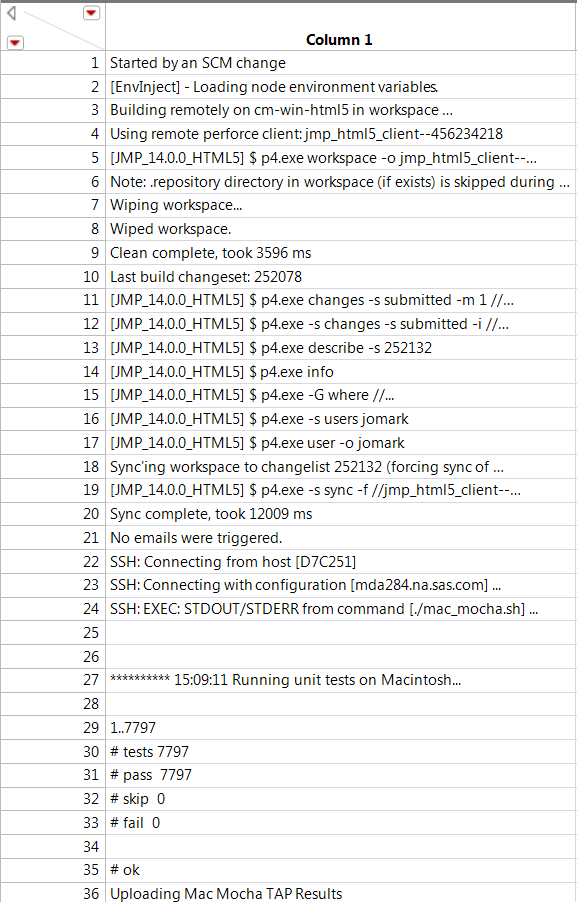 Column 1
1 Started by an SCM change
2 [EnvInject] - Loading node environment variables.
3 Building remotely on cm-win-html5 in workspace ...
4 Using remote perforce client: jmp_html5_client--456234218
5 [JMP_14.0.0_HTML5] $ p4.exe workspace -o jmp_html5_client--...
6 Note: .repository directory in workspace (if exists) is skipped during ...
7 Wiping workspace...
8 Wiped workspace.
9 Clean complete, took 3596 ms
10 Last build changeset: 252078
11 [JMP_14.0.0_HTML5] $ p4.exe changes -s submitted -m 1 //...
12 [JMP_14.0.0_HTML5] $ p4.exe -s changes -s submitted -i //...
13 [JMP_14.0.0_HTML5] $ p4.exe describe -s 252132
14 [JMP_14.0.0_HTML5] $ p4.exe info
15 [JMP_14.0.0_HTML5] $ p4.exe -G where //...
16 [JMP_14.0.0_HTML5] $ p4.exe -s users jomark
17 [JMP_14.0.0_HTML5] $ p4.exe user -o jomark
18 Sync'ing workspace to changelist 252132 (forcing sync of ...
19 [JMP_14.0.0_HTML5] $ p4.exe -s sync -f //jmp_html5_client--...
20 Sync complete, took 12009 ms
21 No emails were triggered.
22 SSH: Connecting from host [D7C251]
23 SSH: Connecting with configuration [mda284.na.sas.com] ...
24 SSH: EXEC: STDOUT/STDERR from command [./mac_mocha.sh] ...
25
26
27 ********** 15:09:11 Running unit tests on Macintosh...
28
29 1..7797
30 # tests 7797
31 # pass 7797
32 # skip 0
33 # fail 0
34
35 # ok
36 Uploading Mac Mocha TAP Results